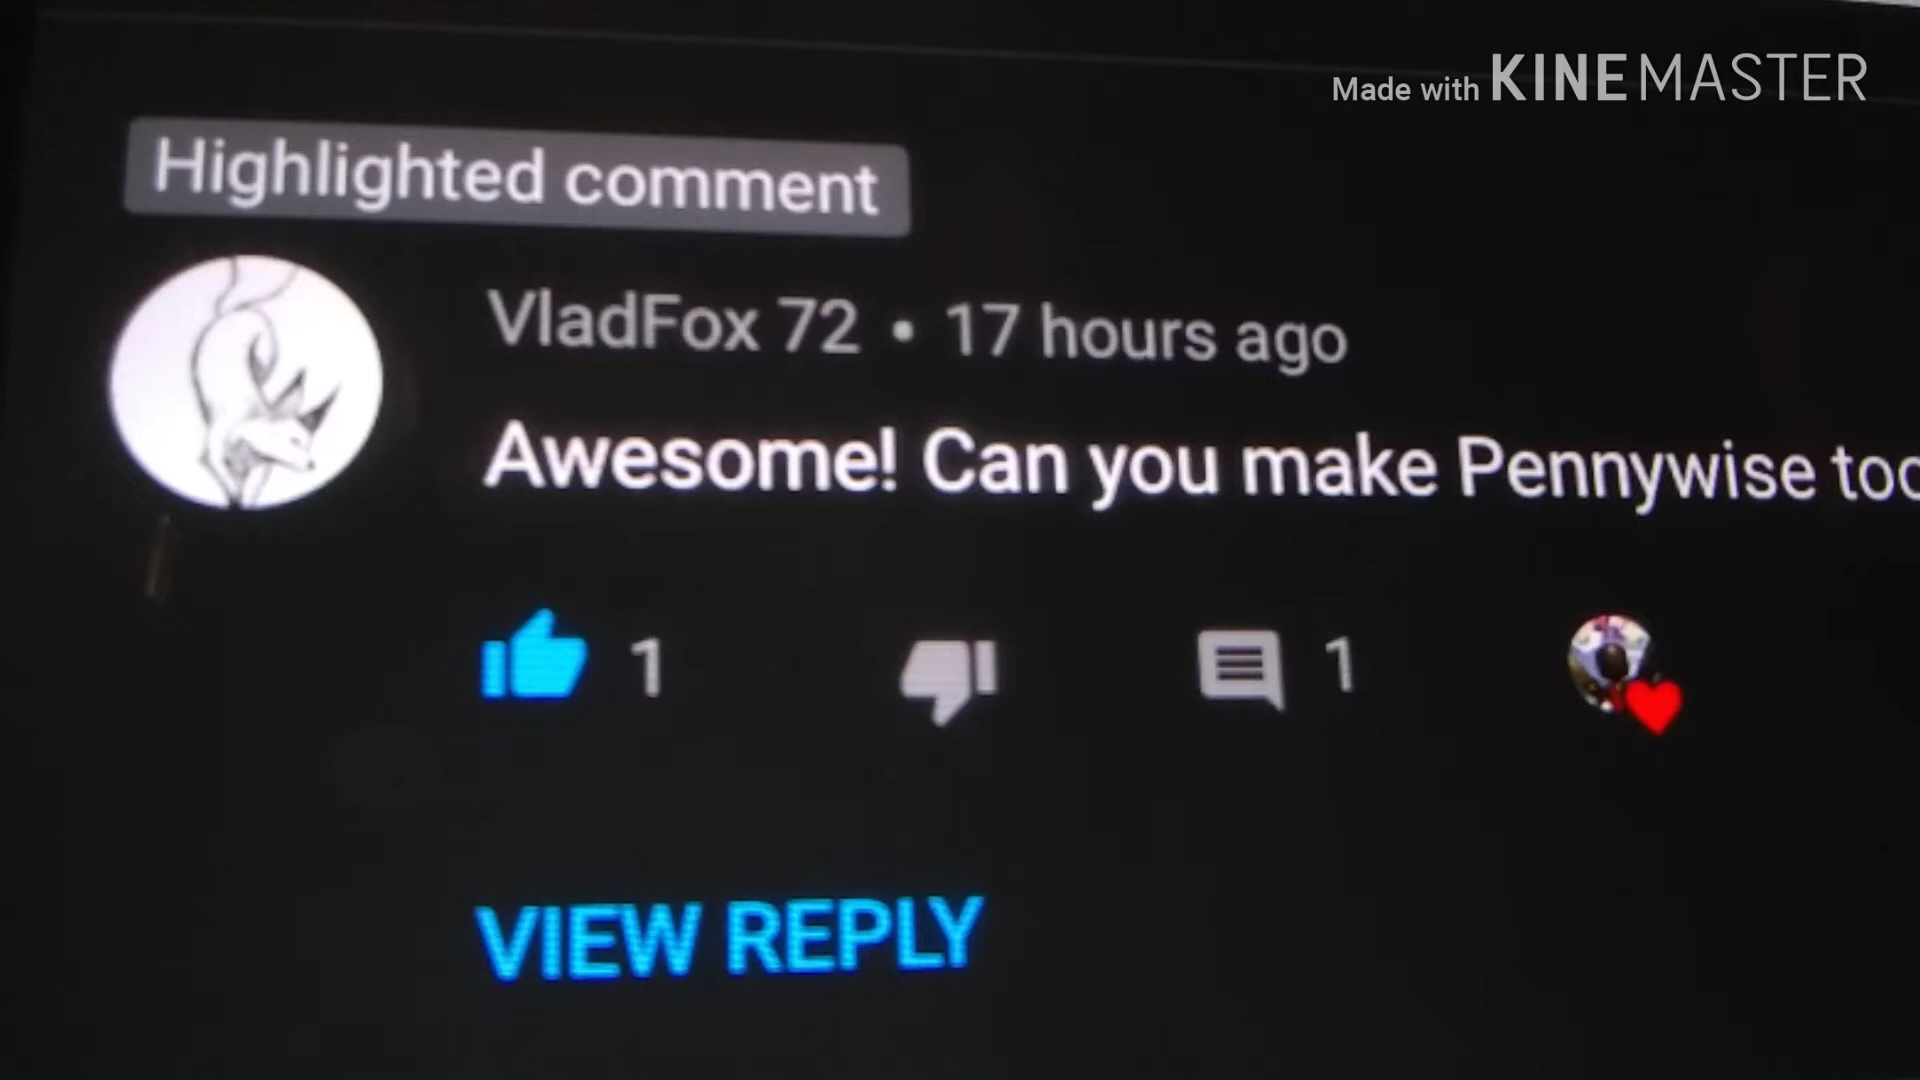 Made with KINEMASTER
Highlighted comment
VladFox 72 • 17 hours ago
Awesome! Can you make Pennywise
1
1
VIEW REPLY